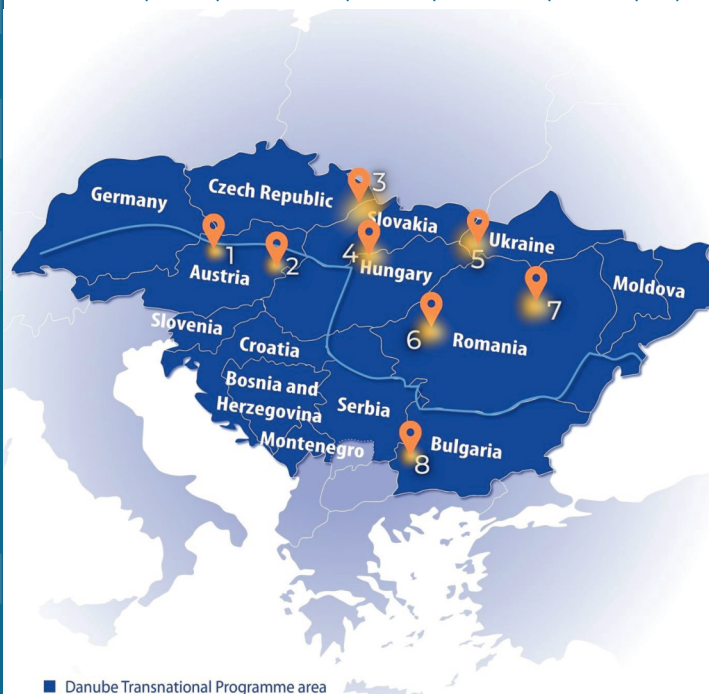 3
Czech Republic
Germany
Slovakia
Ukraine
1
2
4
5
Hungary
Austria
Moldova
7
Slovenia
6
Croatia
Romania
Bosnia and
Herzegovina
Serbia
Montenegro
Bulgaria
8
Danube Transnational Programme area